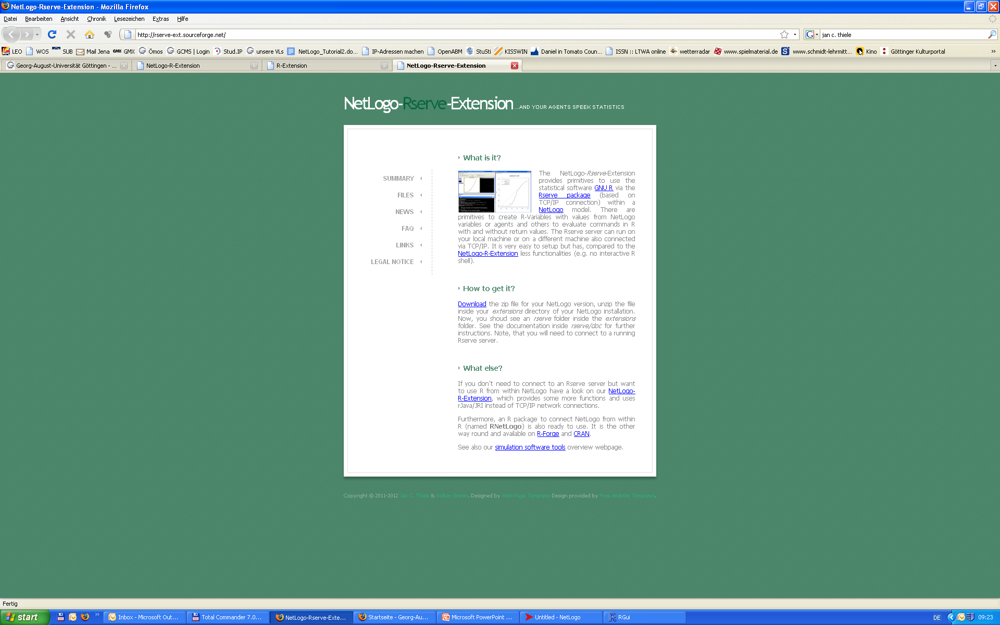 NetLogo-Rserve-Extension - Mozilla Firefox
Datei Bearbeiten Ansicht Chronik Lesezeichen Extras Hilfe
http://rserve-ext.sourceforge.net/
jan c. thiele
LEO WOS SUB Mail Jena GMX GMX Ömos GCMS | Login Stud.IP unsere VLs NetLogo_Tutorial2.do... IP-Adressen machen OpenABM StuSti KISSWIN Daniel in Tomato Coun... ISSN :: LTWA online wetterradar www.spielmaterial.de www.schmidt-lehrmitt... Kino Göttinger Kulturportal
Georg-August-Universität Göttingen - ... NetLogo-R-Extension R-Extension NetLogo-Rserve-Extension
NetLogo-Rserve-Extension ...AND YOUR AGENTS SPEEK STATISTICS
SUMMARY
FILES
NEWS
FAQ
LINKS
LEGAL NOTICE
What is it?
The NetLogo-Rserve-Extension
provides primitives to use the
statistical software GNU R via the
Rserve package (based on
TCP/IP connection) within a
NetLogo model. There are
primitives to create R-Variables with values from NetLogo
variables or agents and others to evaluate commands in R
with and without return values. The Rserve server can run on
your local machine or on a different machine also connected
via TCP/IP. It is very easy to setup but has, compared to the
NetLogo-R-Extension less functionalities (e.g. no interactive R
shell).
How to get it?
Download the zip file for your NetLogo version, unzip the file
inside your extensions directory of your NetLogo installation.
Now, you shoud see an rserve folder inside the extensions
folder. See the documentation inside rserve/doc for further
instructions. Note, that you will need to connect to a running
Rserve server.
What else?
If you don't need to connect to an Rserve server but want
to use R from within NetLogo have a look on our NetLogo-
R-Extension, which provides some more functions and uses
rJava/JRI instead of TCP/IP network connections.
Furthermore, an R package to connect NetLogo from within
R (named RNetLogo) is also ready to use. It is the other
way round and available on R-Forge and CRAN.
See also our simulation software tools overview webpage.
Copyright © 2011-2012 Jan C. Thiele & Volker Grimm. Designed by Web Page Templates Design provided by Free Website Templates.
Fertig
start Inbox - Microsoft Out... Total Commander 7.0... NetLogo-Rserve-Exte... Startseite - Georg-Au... Microsoft PowerPoint ... Untitled - NetLogo RGui DE 09:23